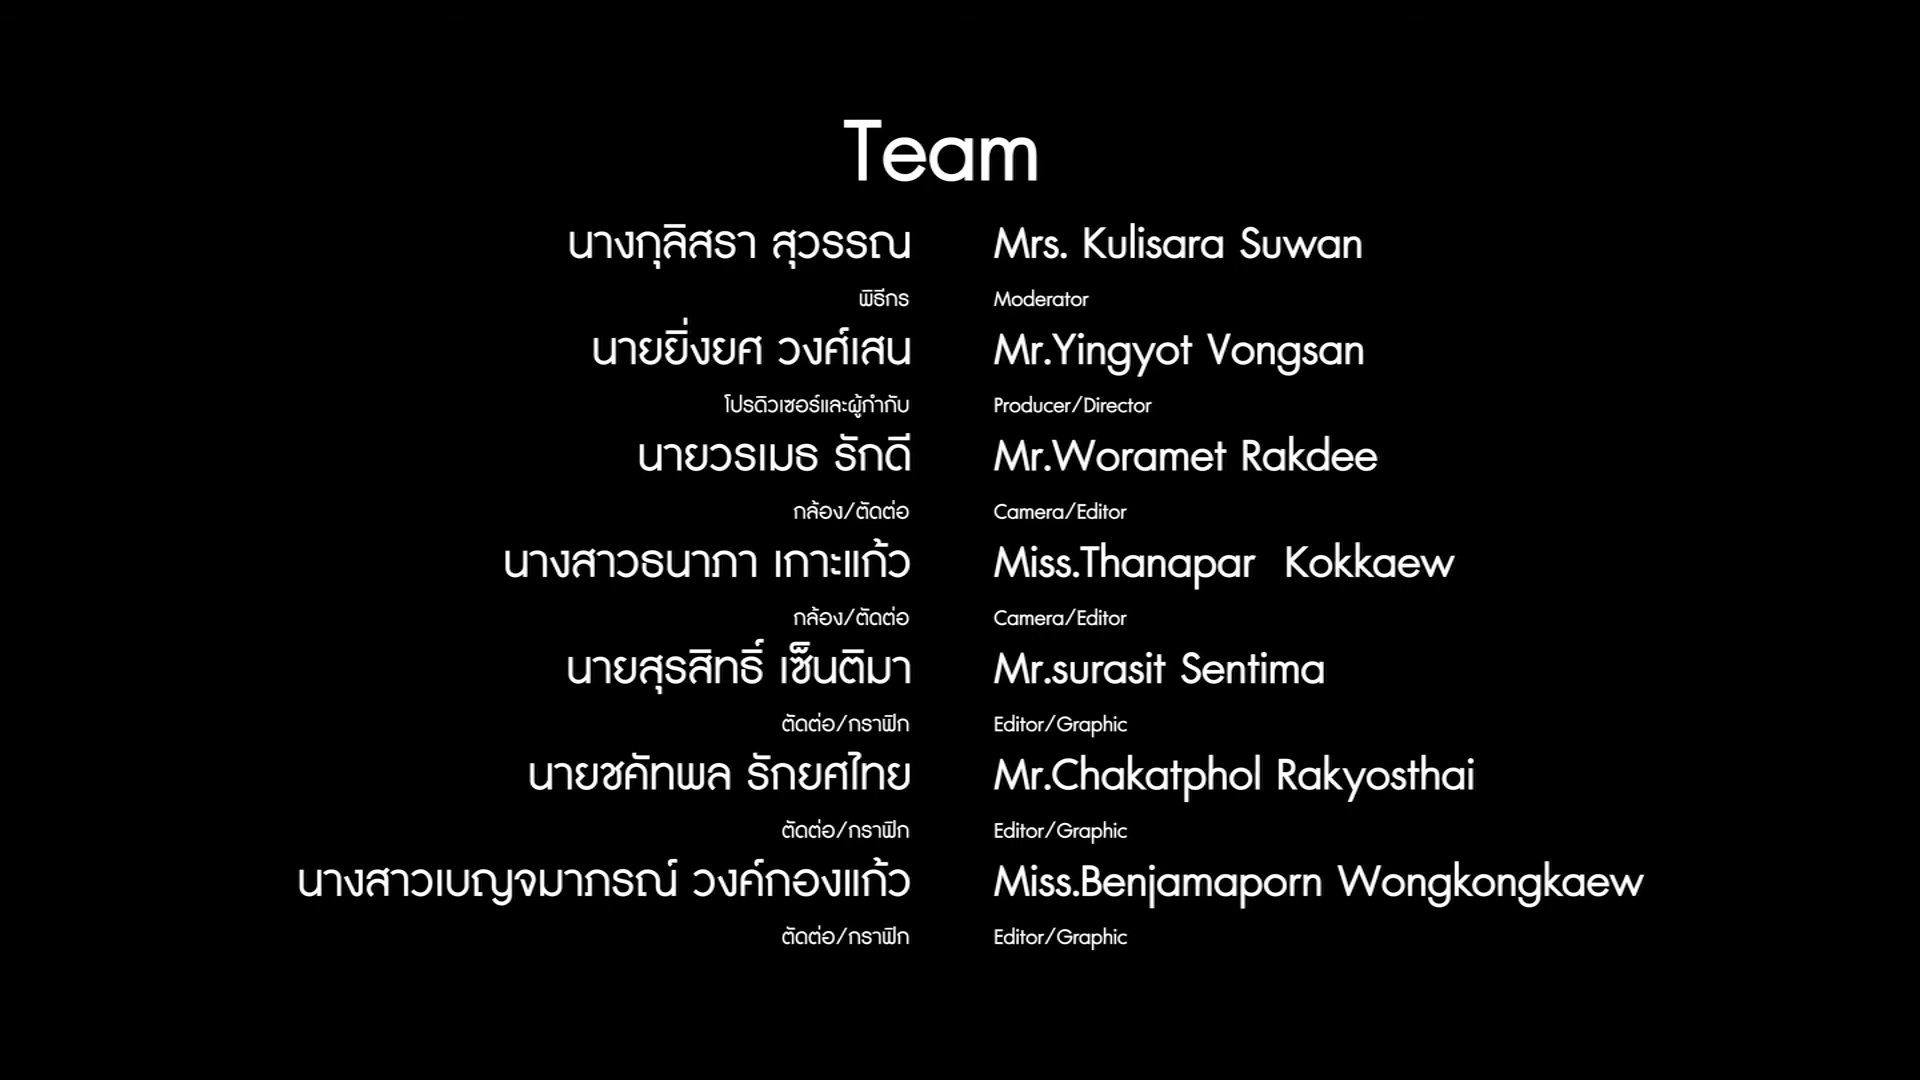 Team
นางกุลิสรา สุวรรณ Mrs. Kulisara Suwan
พิธีกร Moderator
นายยิ่งยศ วงศ์เสน Mr.Yingyot Vongsan
โปรดิวเซอร์และผู้กำกับ Producer/Director
นายวรเมธ รักดี Mr.Woramet Rakdee
กล้อง/ตัดต่อ Camera/Editor
นางสาวธนาภา เกาะแก้ว Miss.Thanapar Kokkaew
กล้อง/ตัดต่อ Camera/Editor
นายสุรสิทธิ์ เซ็นติมา Mr.surasit Sentima
ตัดต่อ/กราฟิก Editor/Graphic
นายชคัทพล รักยศไทย Mr.Chakatphol Rakyosthai
ตัดต่อ/กราฟิก Editor/Graphic
นางสาวเบญจมาภรณ์ วงค์กองแก้ว Miss.Benjamaporn Wongkongkaew
ตัดต่อ/กราฟิก Editor/Graphic